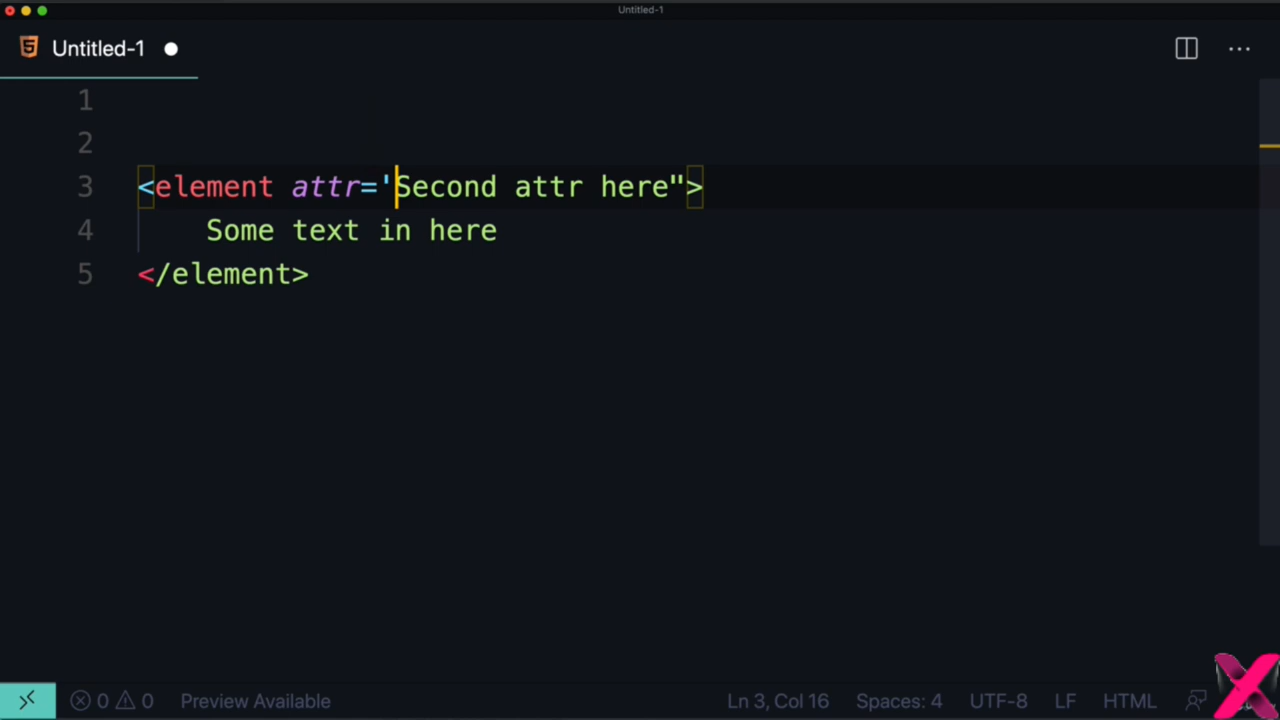 Untitled-1
Untitled-1
1
2
3 <element attr='Second attr here">
4 Some text in here
5 </element>
0 0 Preview Available Ln 3, Col 16 Spaces: 4 UTF-8 LF HTML